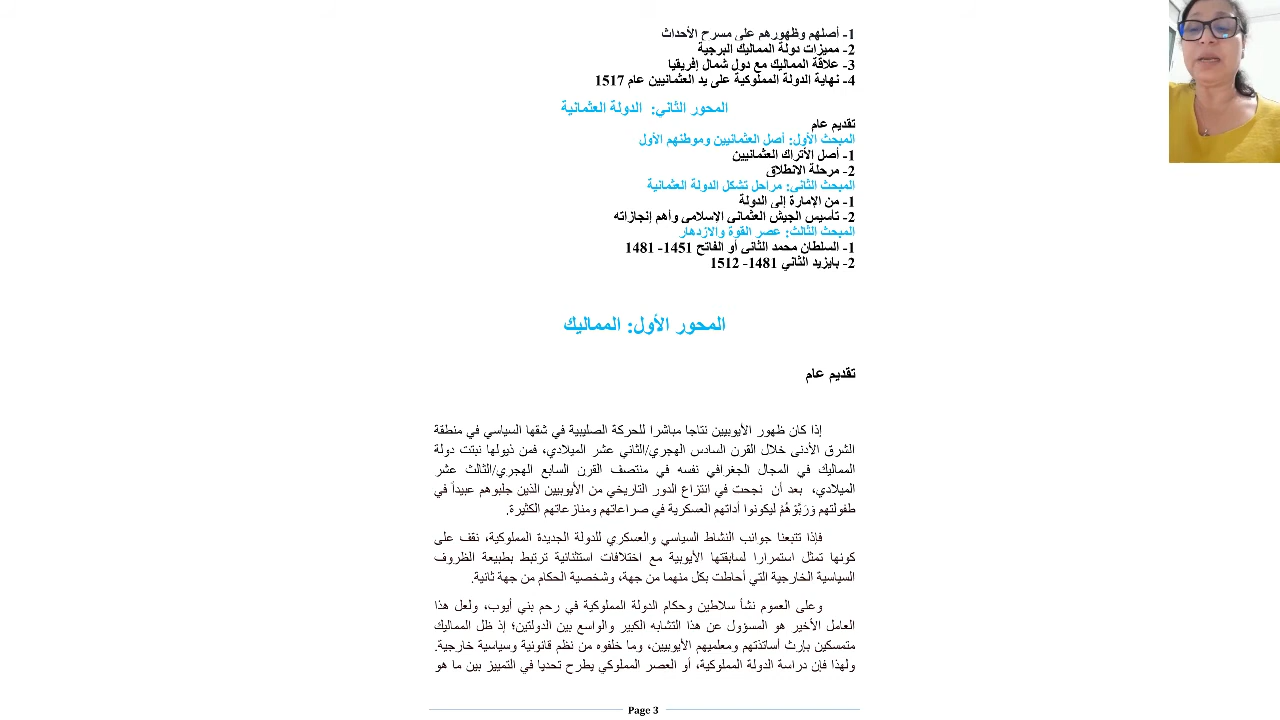 1- أصلهم وظهورهم على مسرح الأحداث
2- مميزات دولة المماليك البرجية
3- علاقة المماليك مع دول شمال إفريقيا
4- نهاية الدولة المملوكية على يد العثمانيين عام 1517
المحور الثاني: الدولة العثمانية
تقديم عام
المبحث الأول: أصل العثمانيين وموطنهم الأول
1- أصل الأتراك العثمانيين
2- مرحلة الانطلاق
المبحث الثاني: مراحل تشكل الدولة العثمانية
1- من الإمارة إلى الدولة
2- تأسيس الجيش العثماني الإسلامي وأهم إنجازاته
المبحث الثالث: عصر القوة والازدهار
1- السلطان محمد الثاني أو الفاتح 1451- 1481
2- بايزيد الثاني 1481- 1512
المحور الأول: المماليك
تقديم عام
إذا كان ظهور الأيوبيين نتاجا مباشرا للحركة الصليبية في شقها السياسي في منطقة
الشرق الأدنى خلال القرن السادس الهجري/الثاني عشر الميلادي، فمن ذيولها نبتت دولة
المماليك في المجال الجغرافي نفسه في منتصف القرن السابع الهجري/الثالث عشر
الميلادي، بعد أن نجحت في انتزاع الدور التاريخي من الأيوبيين الذين جلبوهم عبيداً في
طفولتهم وَرَبَّوْهُمْ ليكونوا أداتهم العسكرية في صراعاتهم ومنازعاتهم الكثيرة.
فإذا تتبعنا جوانب النشاط السياسي والعسكري للدولة الجديدة المملوكية، نقف على
كونها تمثل استمرارا لسابقتها الأيوبية مع اختلافات استثنائية ترتبط بطبيعة الظروف
السياسية الخارجية التي أحاطت بكل منهما من جهة، وشخصية الحكام من جهة ثانية.
وعلى العموم نشأ سلاطين وحكام الدولة المملوكية في رحم بني أيوب، ولعل هذا
العامل الأخير هو المسؤول عن هذا التشابه الكبير والواسع بين الدولتين؛ إذ ظل المماليك
متمسكين بإرث أساتذتهم ومعلميهم الأيوبيين، وما خلفوه من نظم قانونية وسياسية خارجية.
ولهذا فإن دراسة الدولة المملوكية، أو العصر المملوكي يطرح تحديا في التمييز بين ما هو
Page 3